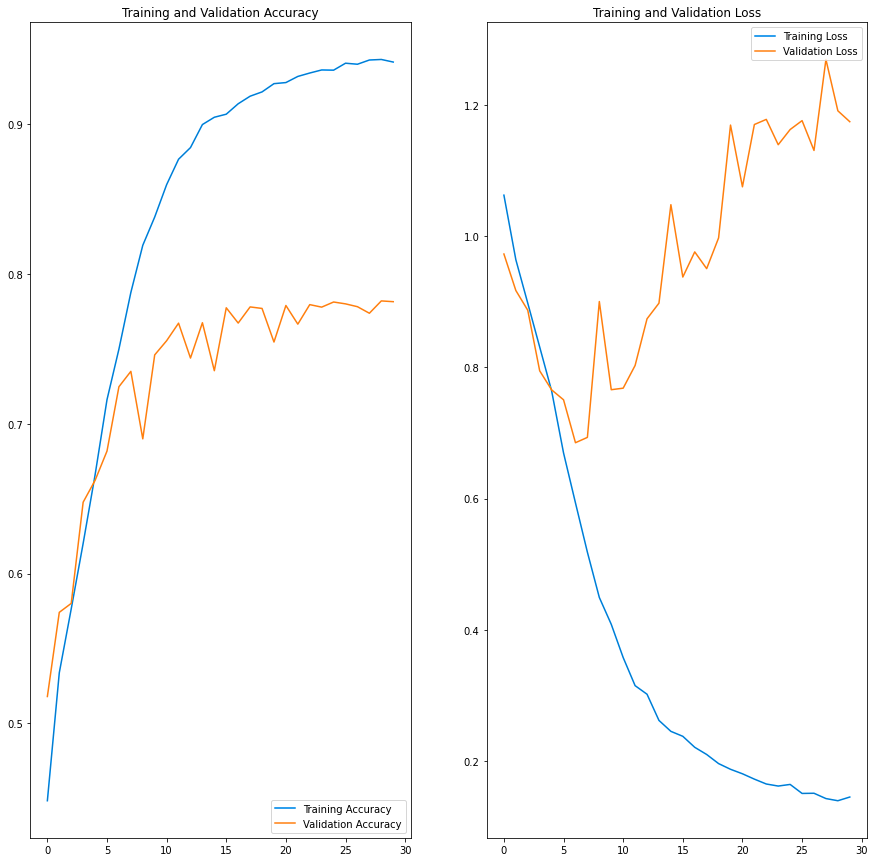 Training and Validation Accuracy
0.9
0.8
0.7
0.6
0.5
0 5 10 15 20 25 30
Training Accuracy
Validation Accuracy
Training and Validation Loss
1.2
1.0
0.8
0.6
0.4
0.2
0 5 10 15 20 25 30
Training Loss
Validation Loss